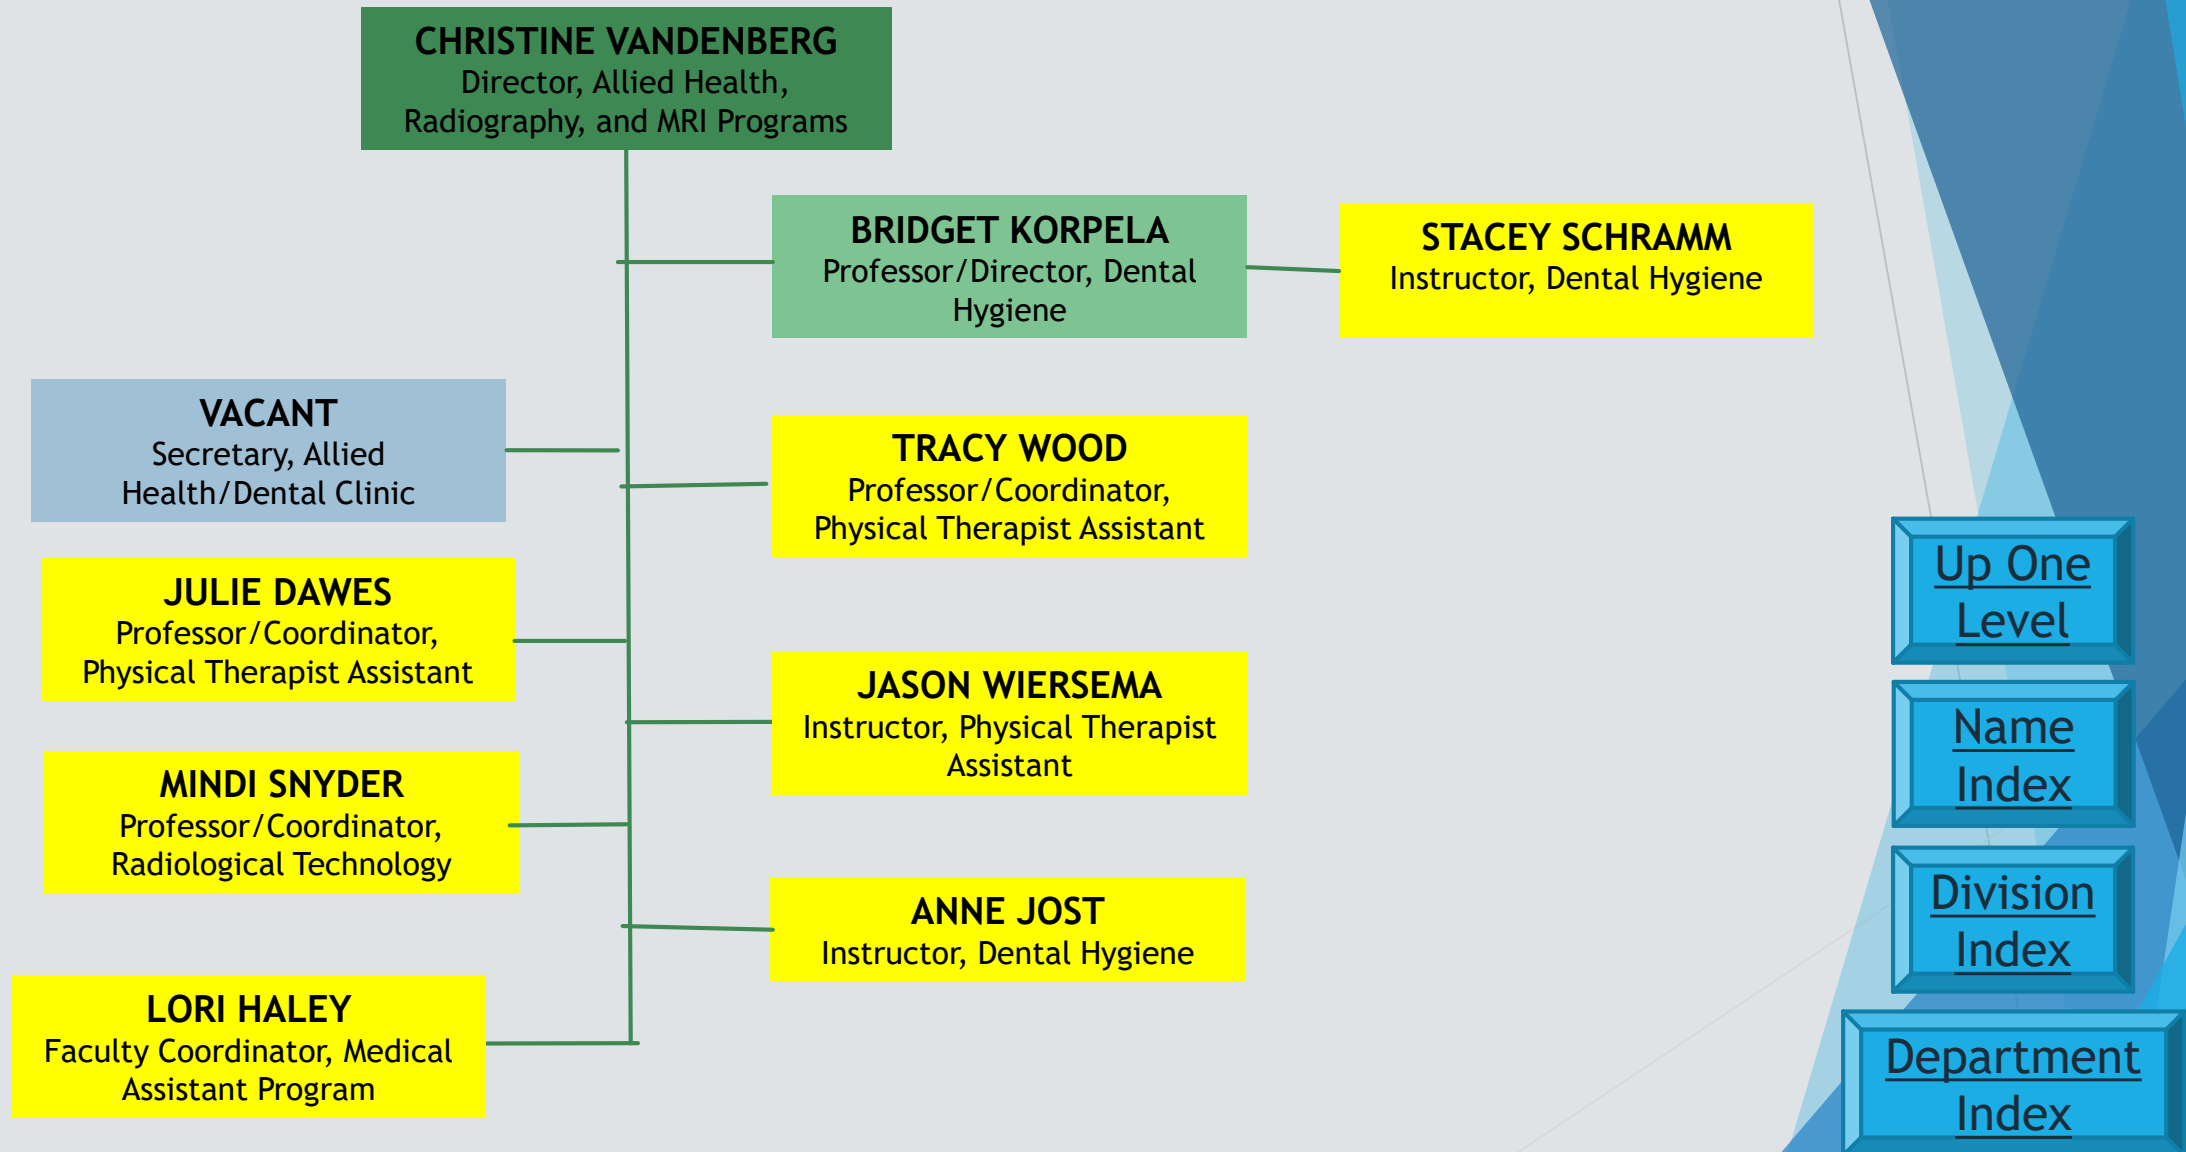 CHRISTINE VANDENBERG
Director, Allied Health,
Radiography, and MRI Programs
BRIDGET KORPELA
Professor/Director, Dental
Hygiene
STACEY SCHRAMM
Instructor, Dental Hygiene
VACANT
Secretary, Allied
Health/Dental Clinic
TRACY WOOD
Professor/Coordinator,
Physical Therapist Assistant
JULIE DAWES
Professor/Coordinator,
Physical Therapist Assistant
JASON WIERSEMA
Instructor, Physical Therapist
Assistant
MINDI SNYDER
Professor/Coordinator,
Radiological Technology
ANNE JOST
Instructor, Dental Hygiene
LORI HALEY
Faculty Coordinator, Medical
Assistant Program
Up One
Level
Name
Index
Division
Index
Department
Index